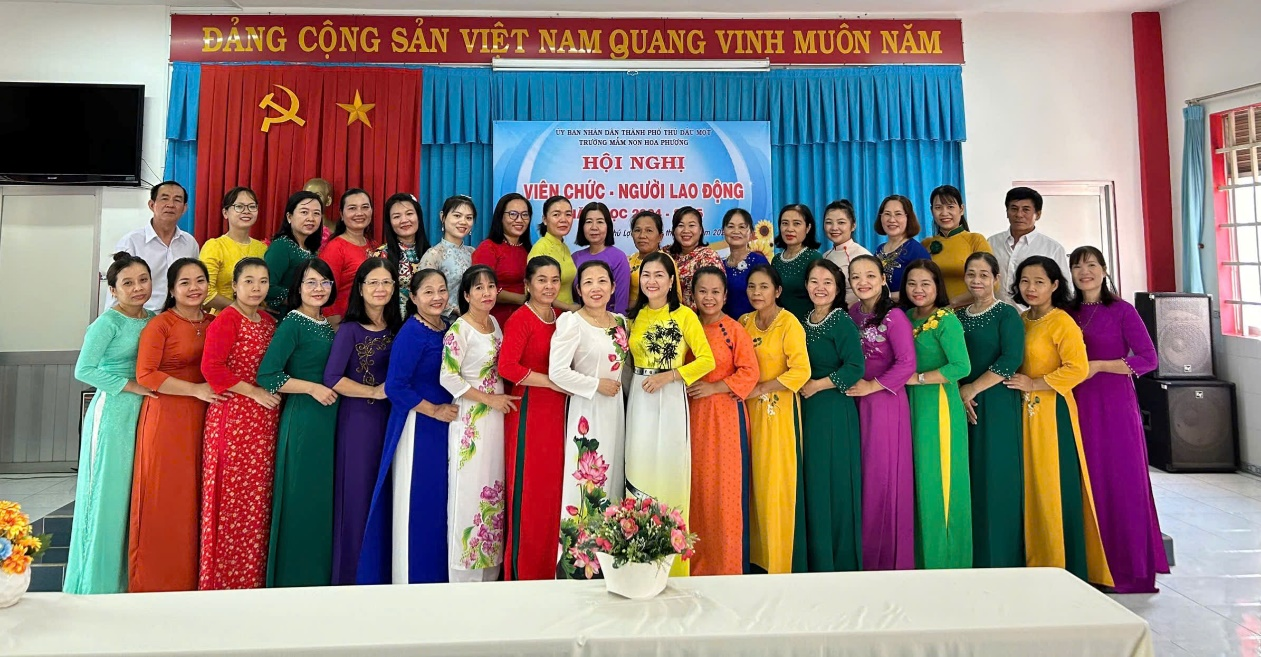 ĐẢNG CỘNG SẢN VIỆT NAM QUANG VINH MUÔN NĂM
ỦY BAN NHÂN DÂN THÀNH PHỐ THỦ DẦU MỘT
TRƯỜNG MẦM NON HOA PHƯỢNG
HỘI NGHỊ
VIÊN CHỨC - NGƯỜI LAO ĐỘNG